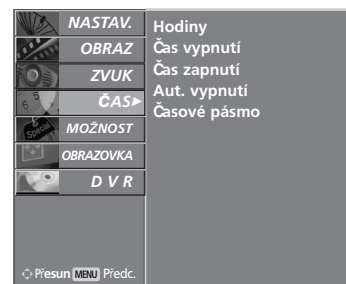 NASTAV.
OBRAZ
ZVUK
ČAS
MOŽNOST
OBRAZOVKA
D V R
Hodiny
Čas vypnutí
Čas zapnutí
Aut. vypnutí
Časové pásmo
Přesun MENU Předc.